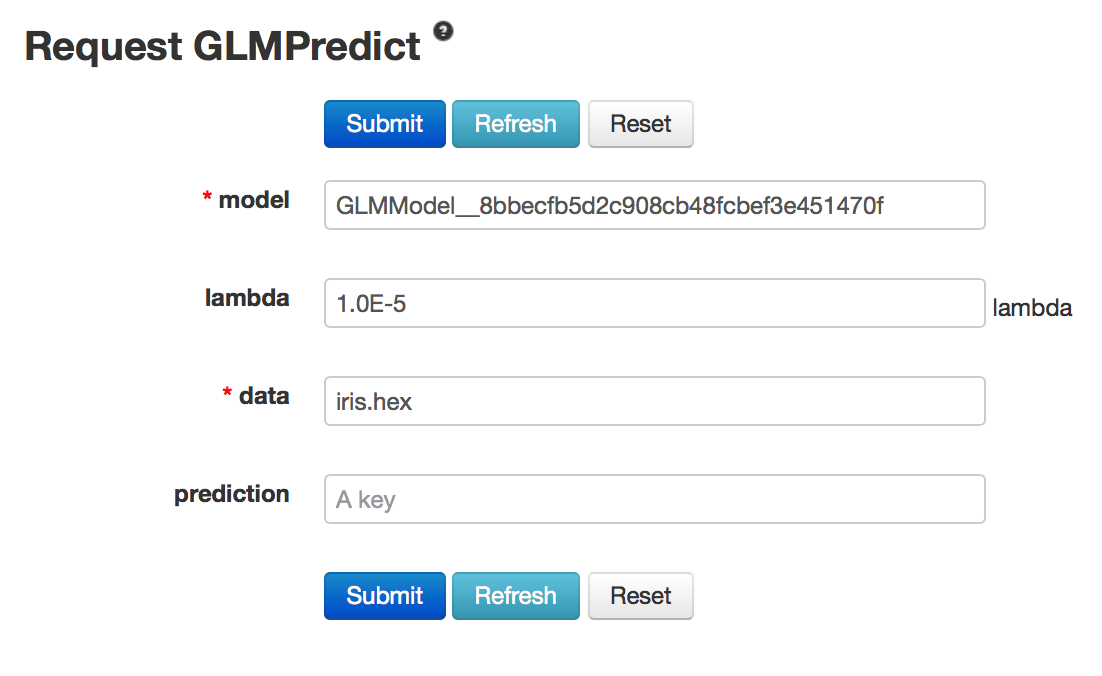 Request GLMPredict ?
Submit Refresh Reset
* model GLMModel__8bbecfb5d2c908cb48fcbef3e451470f
lambda 1.0E-5 lambda
* data iris.hex
prediction A key
Submit Refresh Reset